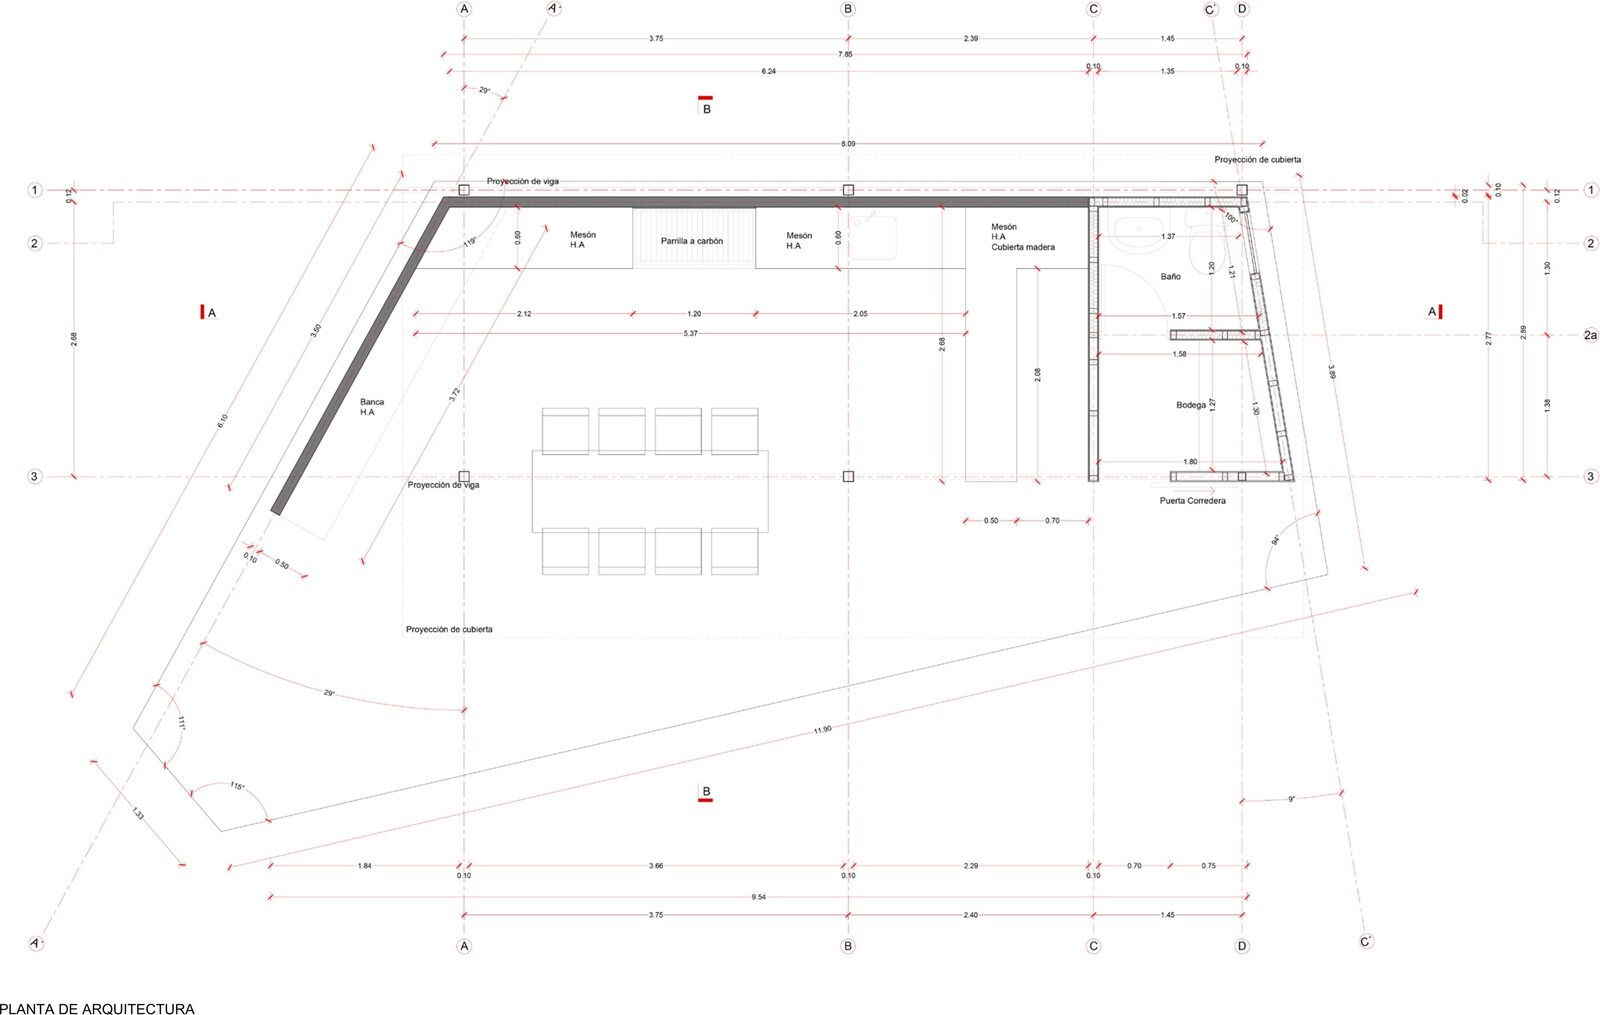 A
A'
B
C
C'
D
3.75
2.39
1.45
7.85
6.24
0.10
1.35
0.10
29°
B
8.09
Proyección de cubierta
Proyección de viga
1
0.12
2
119°
0.60
Mesón
H.A
Parrilla a carbón
Mesón
H.A
0.60
Mesón
H.A
Cubierta madera
100°
1.37
Baño
1.20
1.21
0.02
0.10
0.12
1
2
1.30
A
A
2.12
1.20
2.05
5.37
1.57
1.58
2a
2.68
3.50
2.68
2.77
2.89
3.72
2.08
3.89
6.10
Banca
H.A
Bodega
1.27
1.30
1.38
1.80
3
3
Proyección de viga
Puerta Corredera
0.50
0.70
94°
0.10
0.50
Proyección de cubierta
29°
111°
11.90
115°
B
9°
1.33
1.84
3.66
2.29
0.70
0.75
0.10
0.10
0.10
9.54
3.75
2.40
1.45
A'
A
B
C
D
C'
PLANTA DE ARQUITECTURA